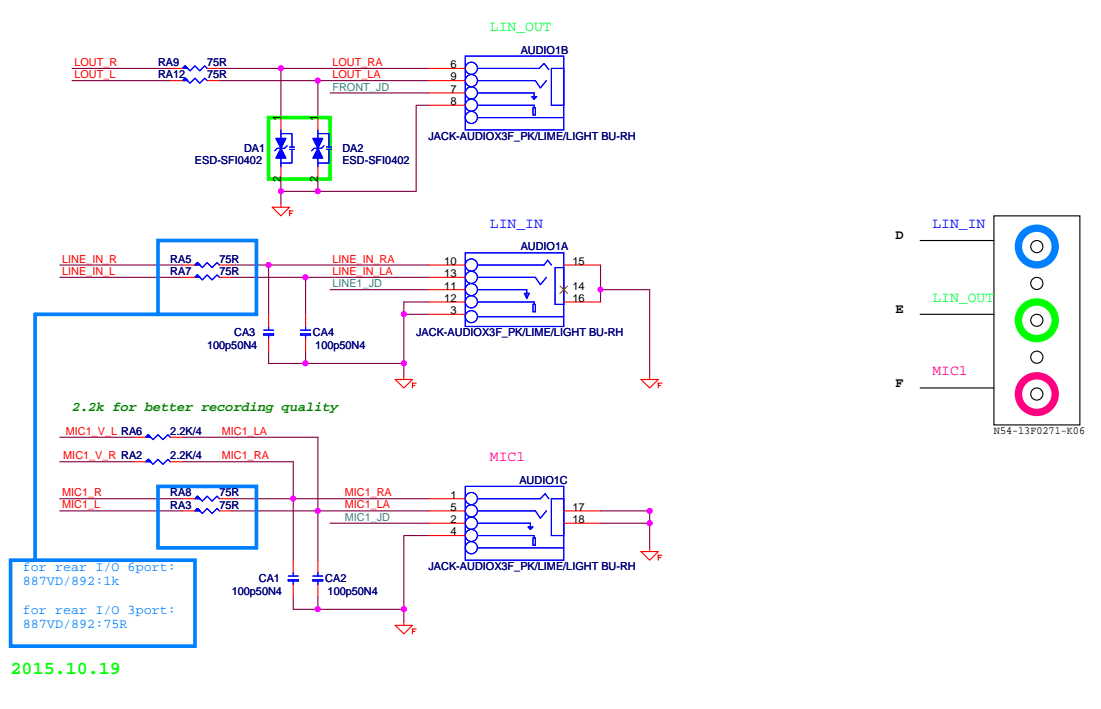 LIN_OUT
AUDIO1B
LOUT_R RA9 75R LOUT_RA 6
LOUT_L RA12 75R LOUT_LA 9
FRONT_JD 7
8
JACK-AUDIOX3F_PK/LIME/LIGHT BU-RH
1 1
DA1 DA2
ESD-SFI0402 ESD-SFI0402
2 2
F
LIN_IN
AUDIO1A
LINE_IN_R RA5 75R LINE_IN_RA 10 15
LINE_IN_L RA7 75R LINE_IN_LA 13
LINE1_JD 11 14
12 16
3
CA3 CA4 JACK-AUDIOX3F_PK/LIME/LIGHT BU-RH
100p50N4 100p50N4
F F
2.2k for better recording quality
MIC1_V_L RA6 2.2K/4 MIC1_LA
MIC1_V_R RA2 2.2K/4 MIC1_RA
MIC1
AUDIO1C
MIC1_R RA8 75R MIC1_RA 1
MIC1_L RA3 75R MIC1_LA 5 17
MIC1_JD 2 18
4
JACK-AUDIOX3F_PK/LIME/LIGHT BU-RH
F
CA1 CA2
100p50N4 100p50N4
F
for rear I/O 6port:
887VD/892:1k
for rear I/O 3port:
887VD/892:75R
2015.10.19
D LIN_IN
E LIN_OUT
F MIC1
N54-13F0271-K06